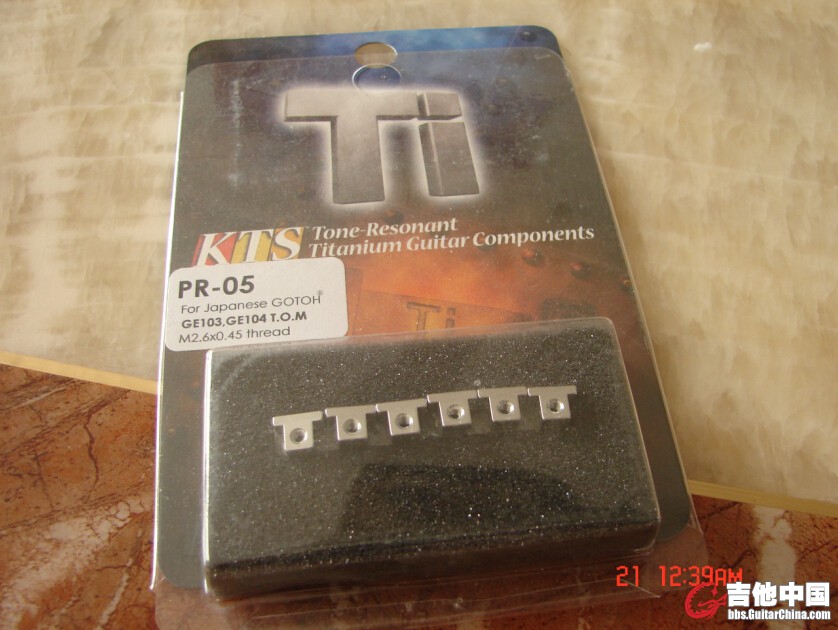 Ti
KTS Tone-Resonant
Titanium Guitar Components
PR-05
For Japanese GOTOH®
GE103,GE104 T.O.M
M2.6x0.45 thread
Ti
21 12:39AM
吉他中国
bbs.GuitarChina.com